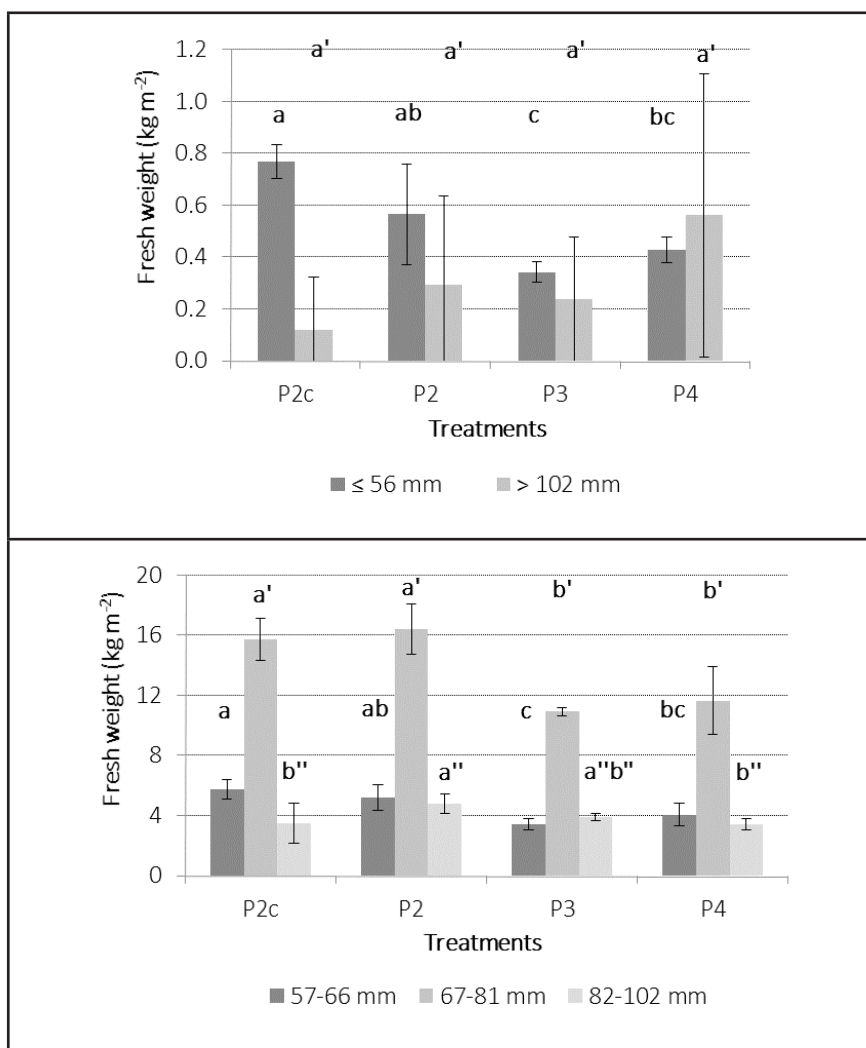 1.2
1.0
0.8
0.6
0.4
0.2
0.0
Fresh weight (kg m⁻²)
a' a' a' a'
a ab c bc
P2c P2 P3 P4
Treatments
≤ 56 mm > 102 mm
20
16
12
8
4
0
Fresh weight (kg m⁻²)
a' a' b' b'
a ab c bc
b" a" a"b" b"
P2c P2 P3 P4
Treatments
57-66 mm 67-81 mm 82-102 mm